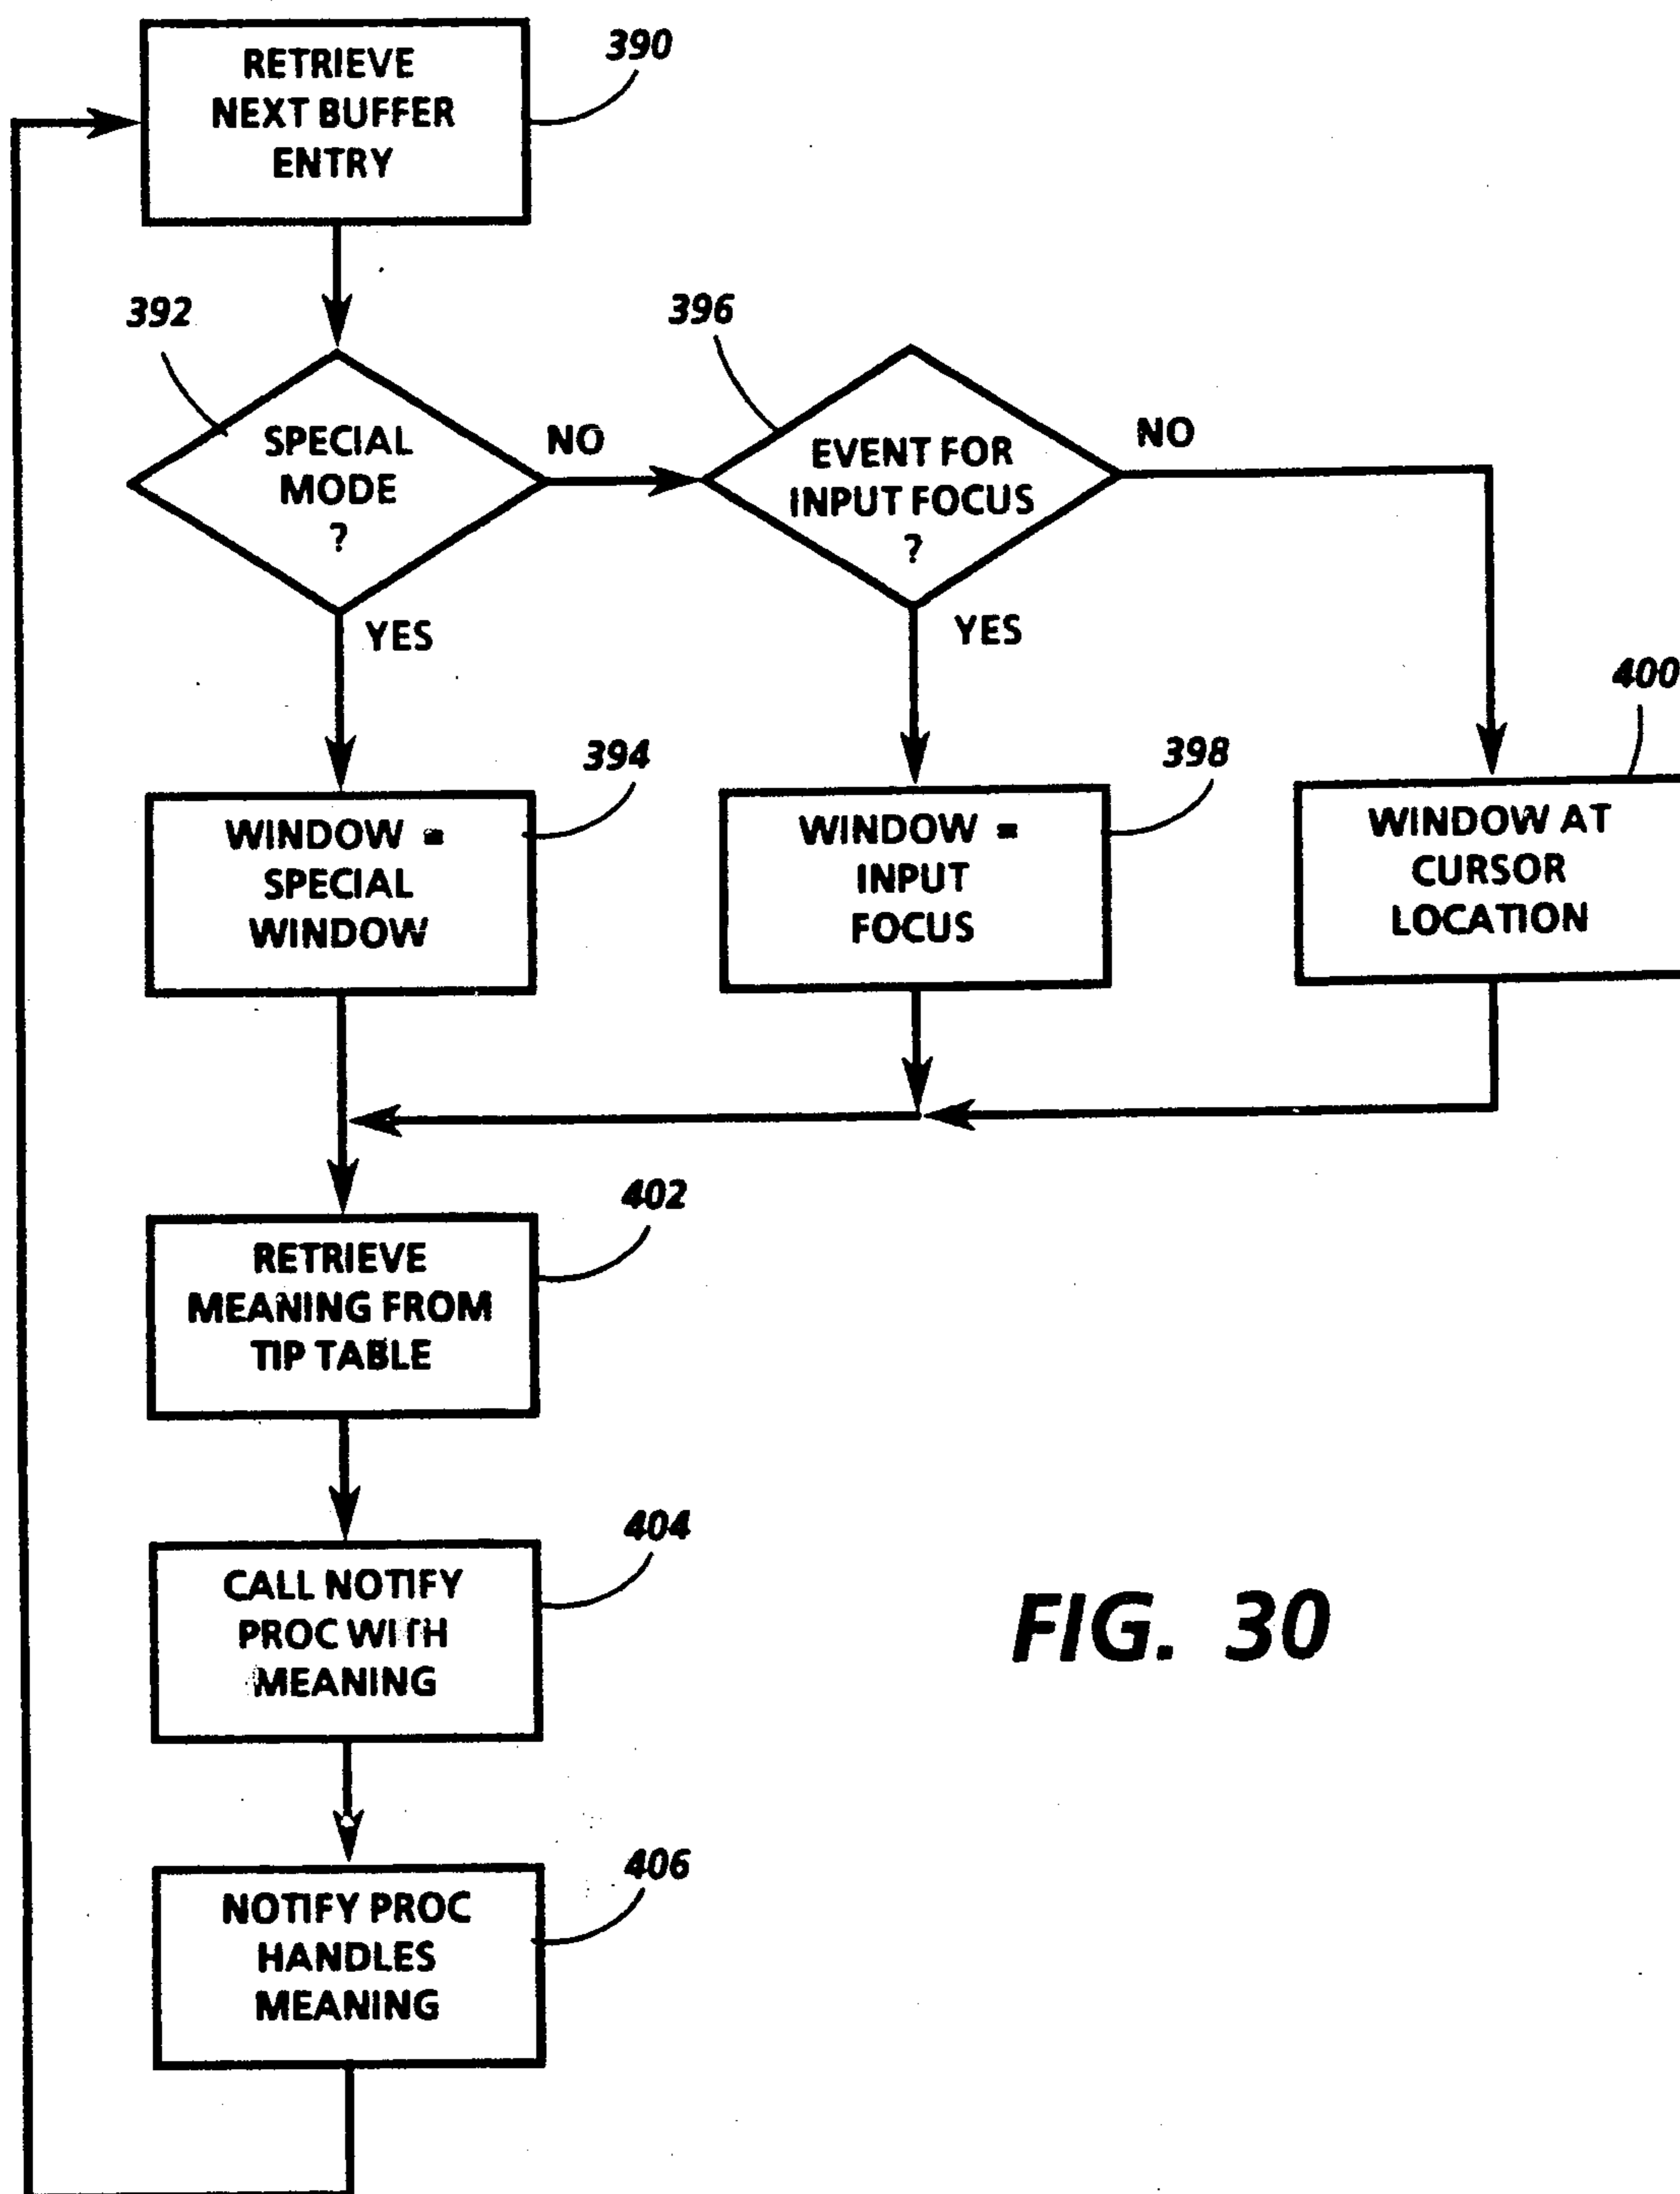 RETRIEVE
NEXT BUFFER
ENTRY
390
392
SPECIAL
MODE
?
NO
YES
396
EVENT FOR
INPUT FOCUS
?
NO
YES
394
WINDOW =
SPECIAL
WINDOW
398
WINDOW =
INPUT
FOCUS
400
WINDOW AT
CURSOR
LOCATION
402
RETRIEVE
MEANING FROM
TIP TABLE
404
CALL NOTIFY
PROC WITH
MEANING
FIG. 30
406
NOTIFY PROC
HANDLES
MEANING